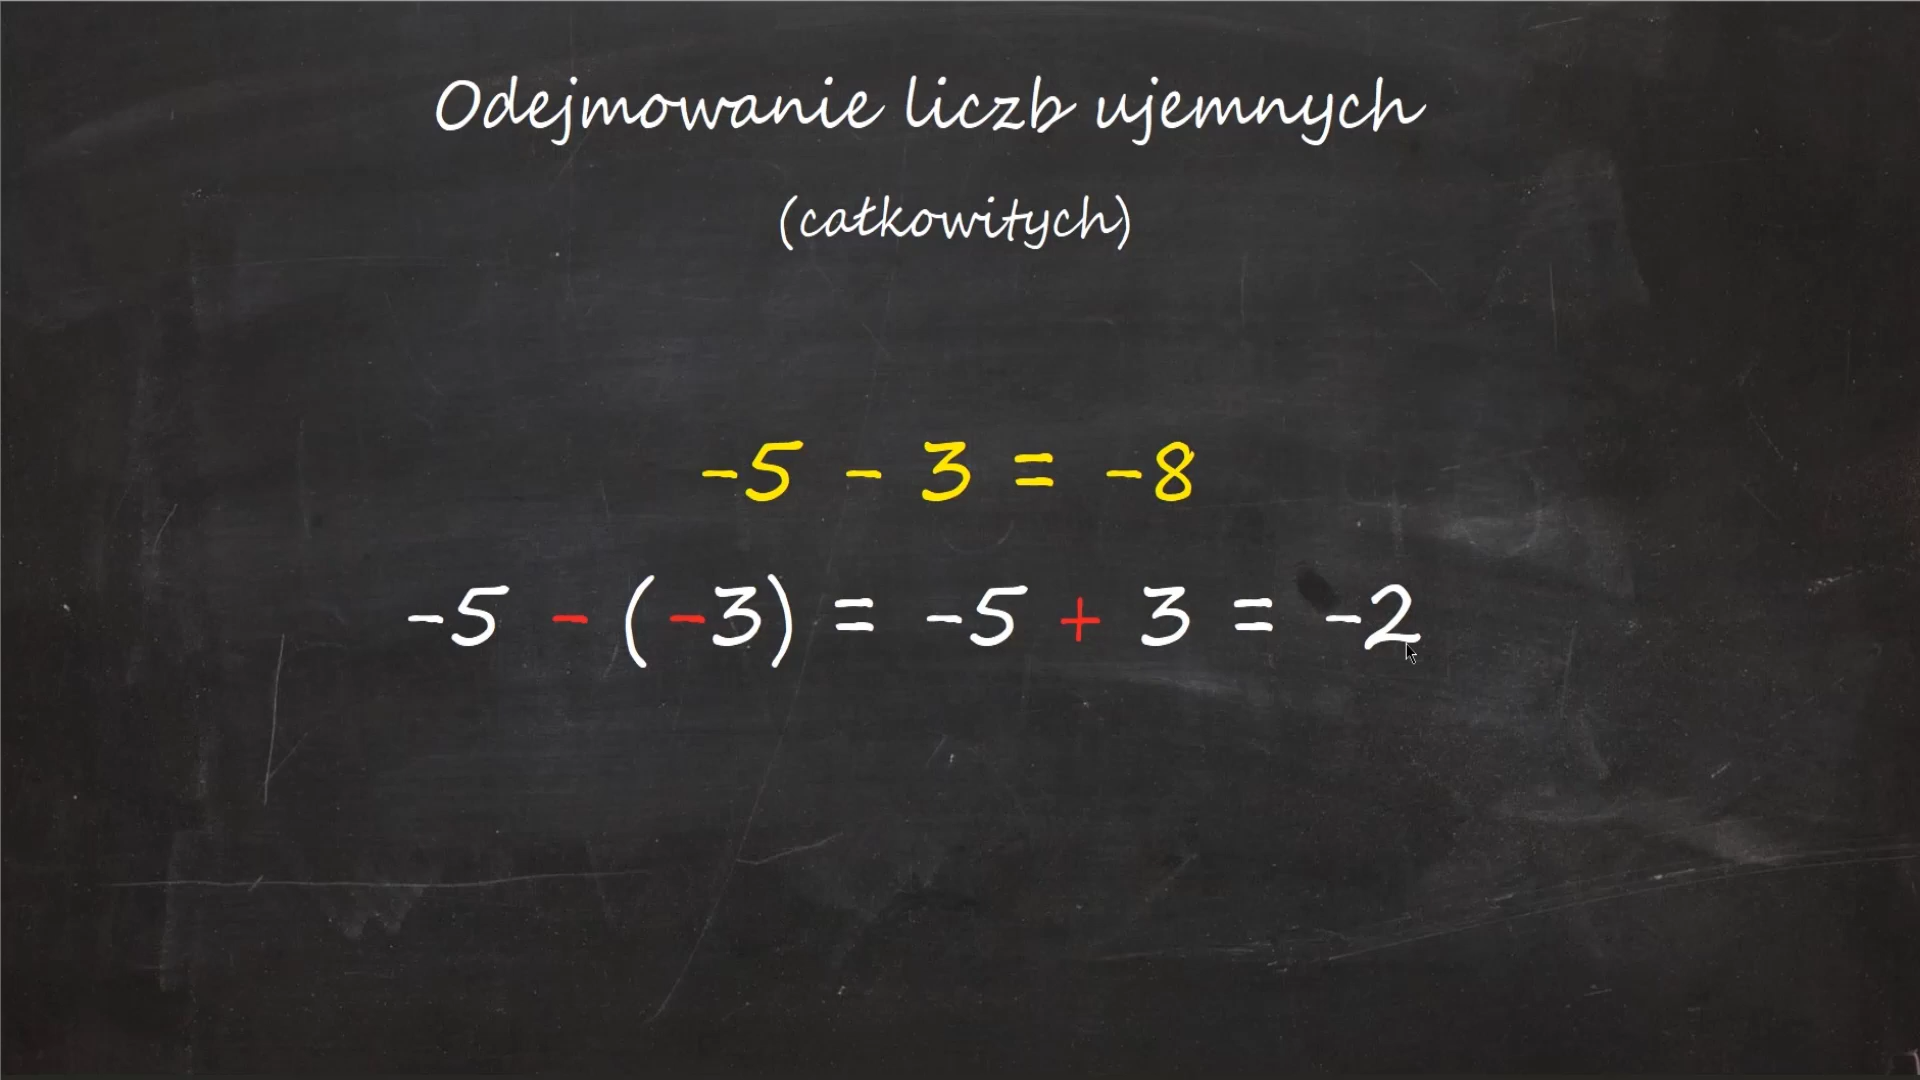 Odejmowanie liczb ujemnych
(całkowitych)
-5 - 3 = -8
-5 - (-3) = -5 + 3 = -2